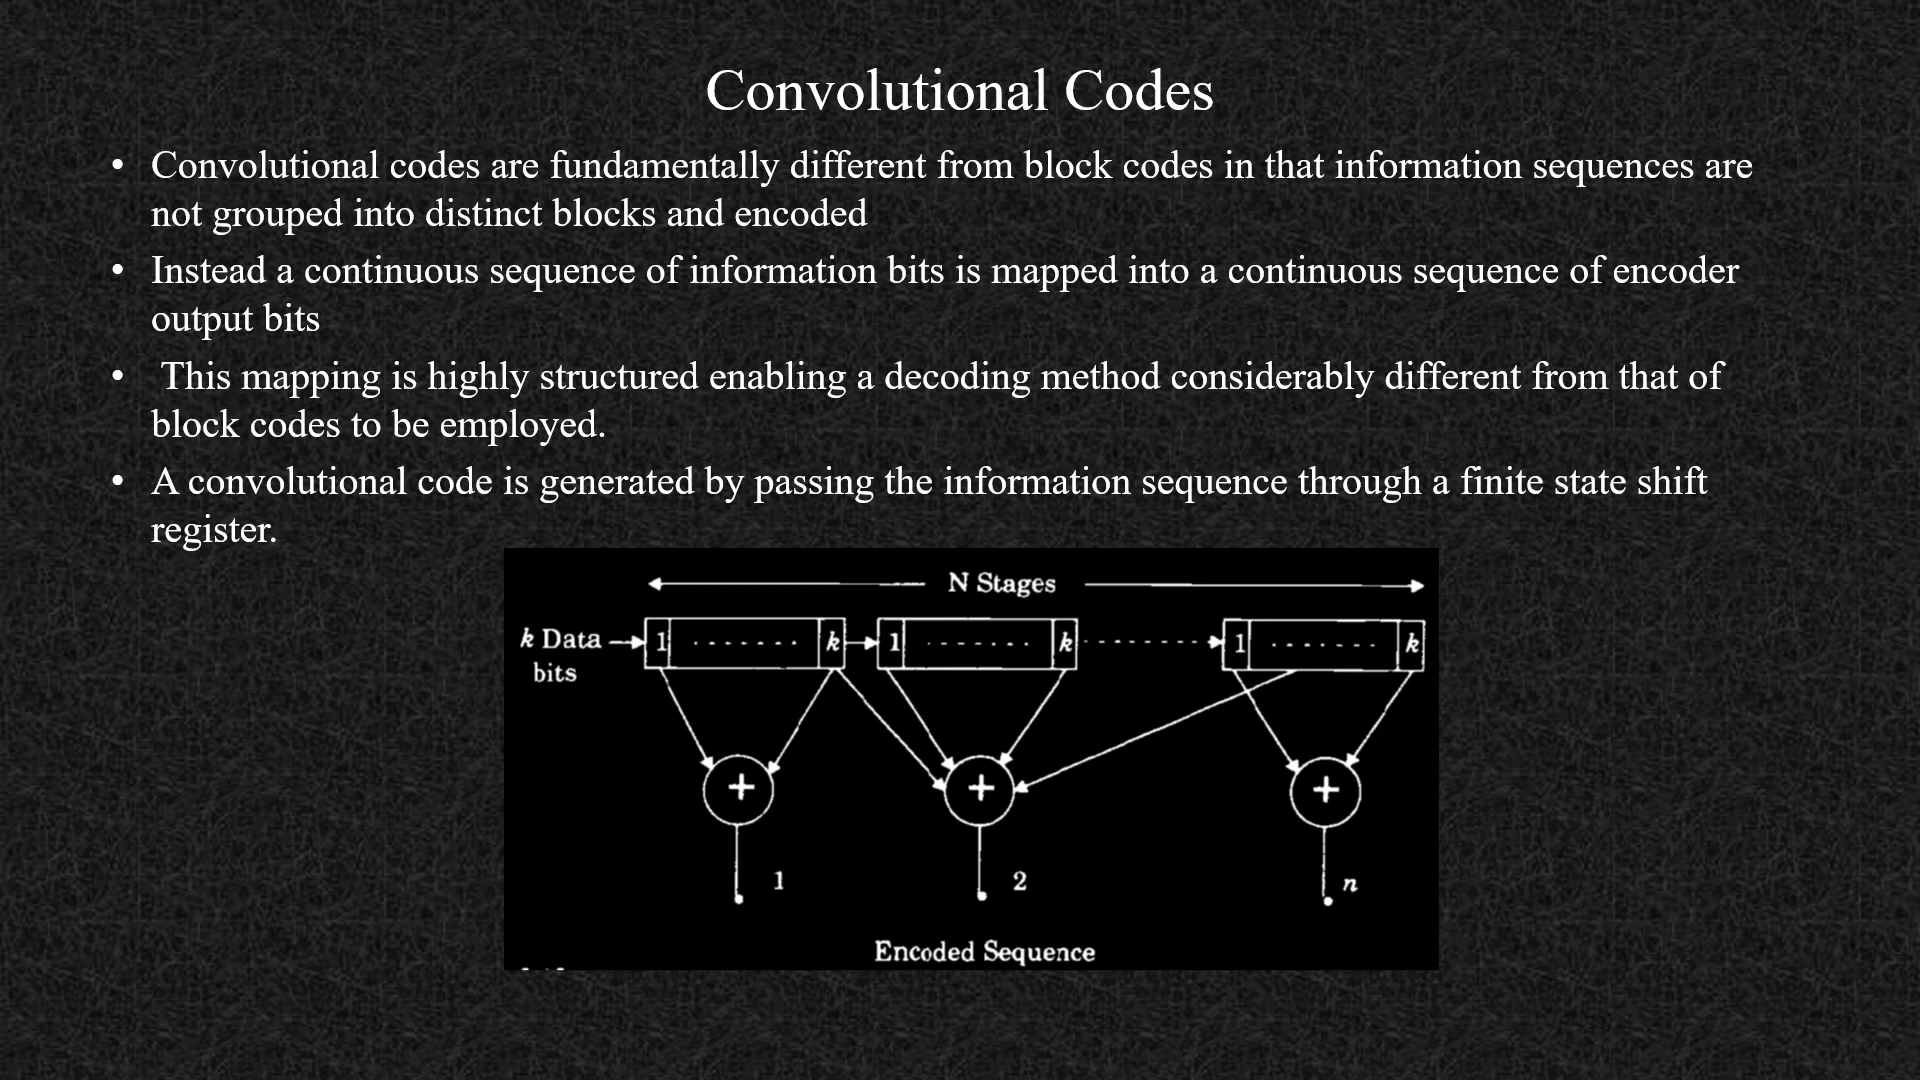 Convolutional Codes
• Convolutional codes are fundamentally different from block codes in that information sequences are
not grouped into distinct blocks and encoded
• Instead a continuous sequence of information bits is mapped into a continuous sequence of encoder
output bits
• This mapping is highly structured enabling a decoding method considerably different from that of
block codes to be employed.
• A convolutional code is generated by passing the information sequence through a finite state shift
register.
N Stages
k Data 1 ....... k 1 ....... k 1 ....... k
bits
+ + +
1 2 n
Encoded Sequence